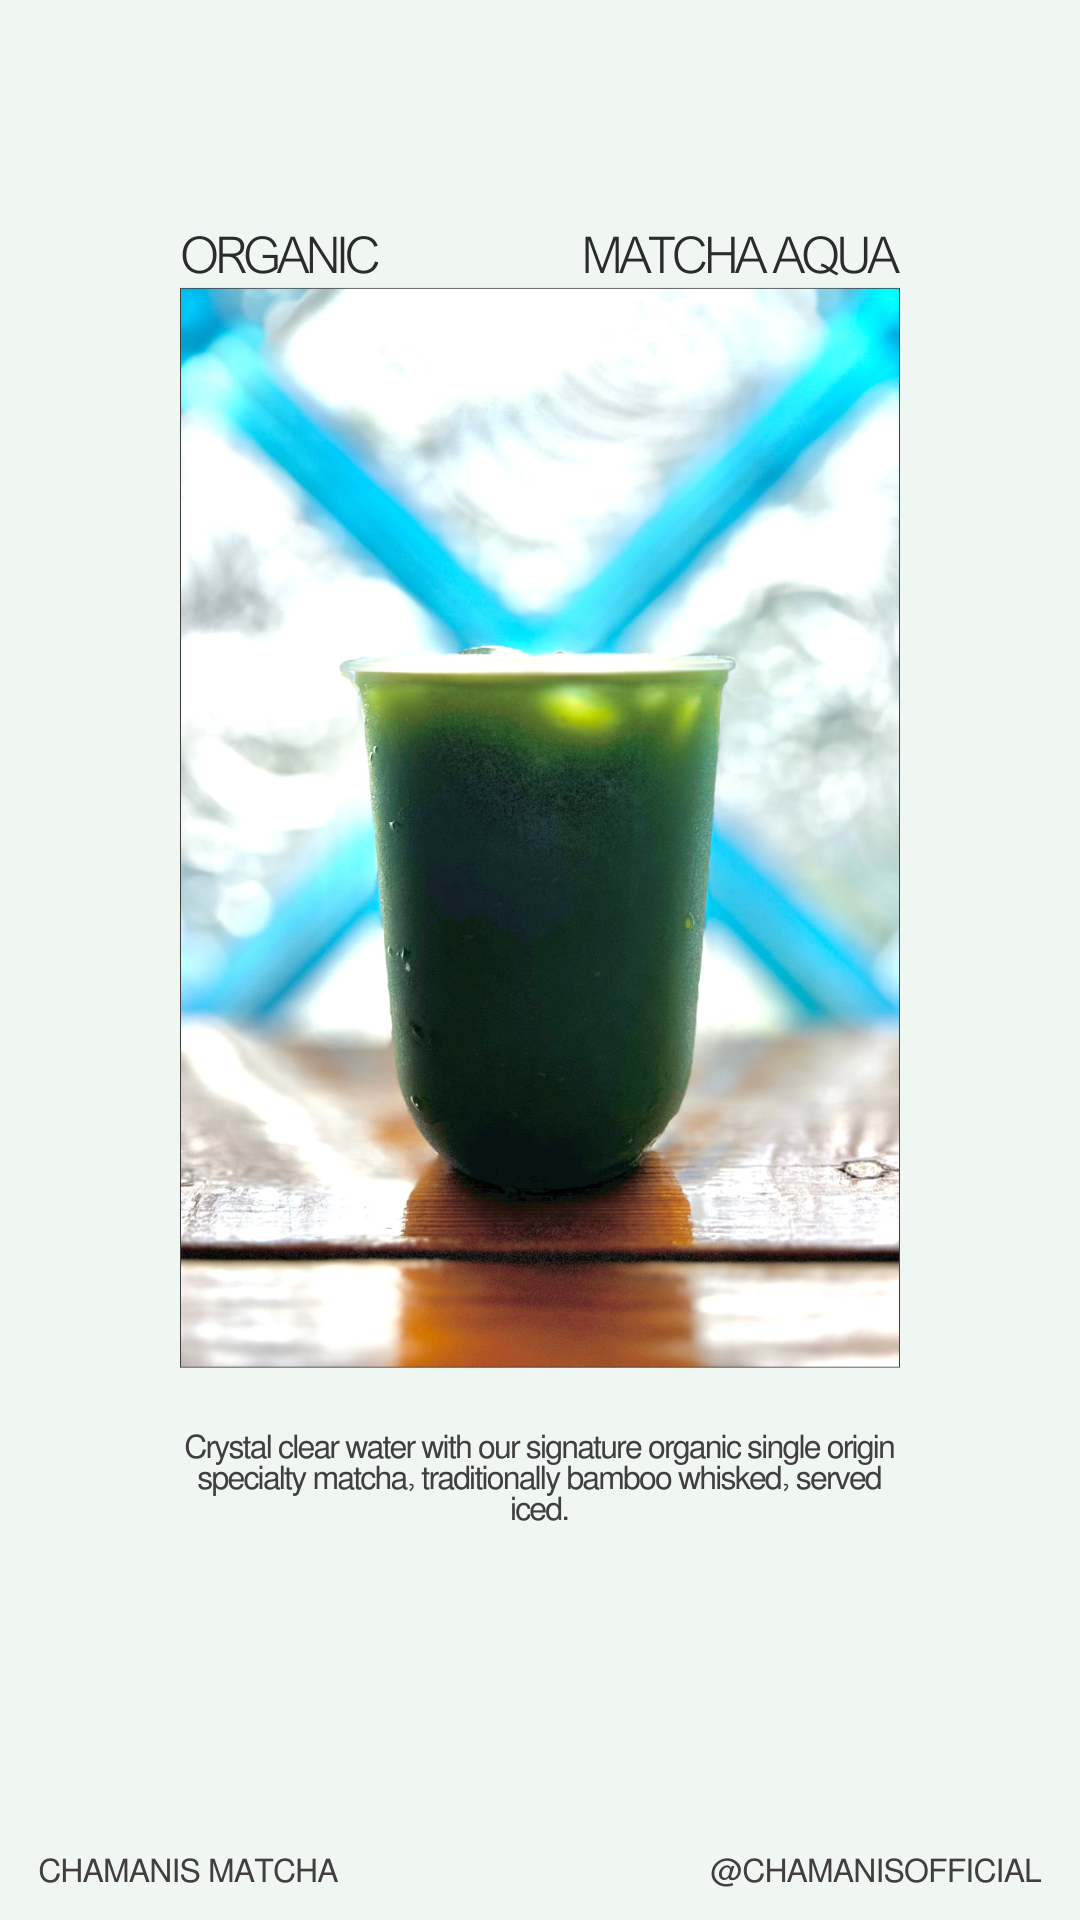 ORGANIC MATCHA AQUA
Crystal clear water with our signature organic single origin
specialty matcha, traditionally bamboo whisked, served
iced.
CHAMANIS MATCHA @CHAMANISOFFICIAL